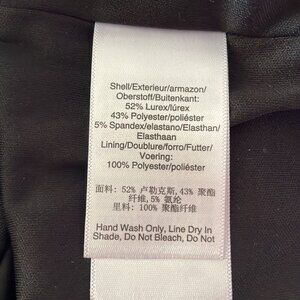 Shell/Exterieur/armazon/
Oberstoff/Buitenkant:
52% Lurex/lúrex
43% Polyester/poliéster
5% Spandex/elastano/Elasthan/
Elasthaan
Lining/Doublure/forro/Futter/
Voering:
100% Polyester/poliéster
面料: 52% 卢勒克斯,43% 聚酯
纤维,5% 氨纶
里料: 100% 聚酯纤维
Hand Wash Only, Line Dry In
Shade, Do Not Bleach, Do Not